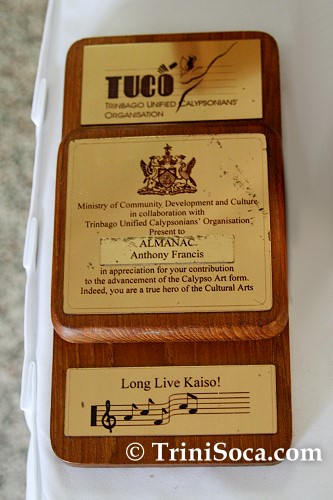 TUCO
TRINBAGO UNIFIED CALYPSONIANS'
ORGANISATION
Ministry of Community Development and Culture
in collaboration with
Trinbago Unified Calypsonians' Organisation
Present to
ALMANAC
Anthony Francis
in appreciation for your contribution
to the advancement of the Calypso Art form.
Indeed, you are a true hero of the Cultural Arts
Long Live Kaiso!
© TriniSoca.com